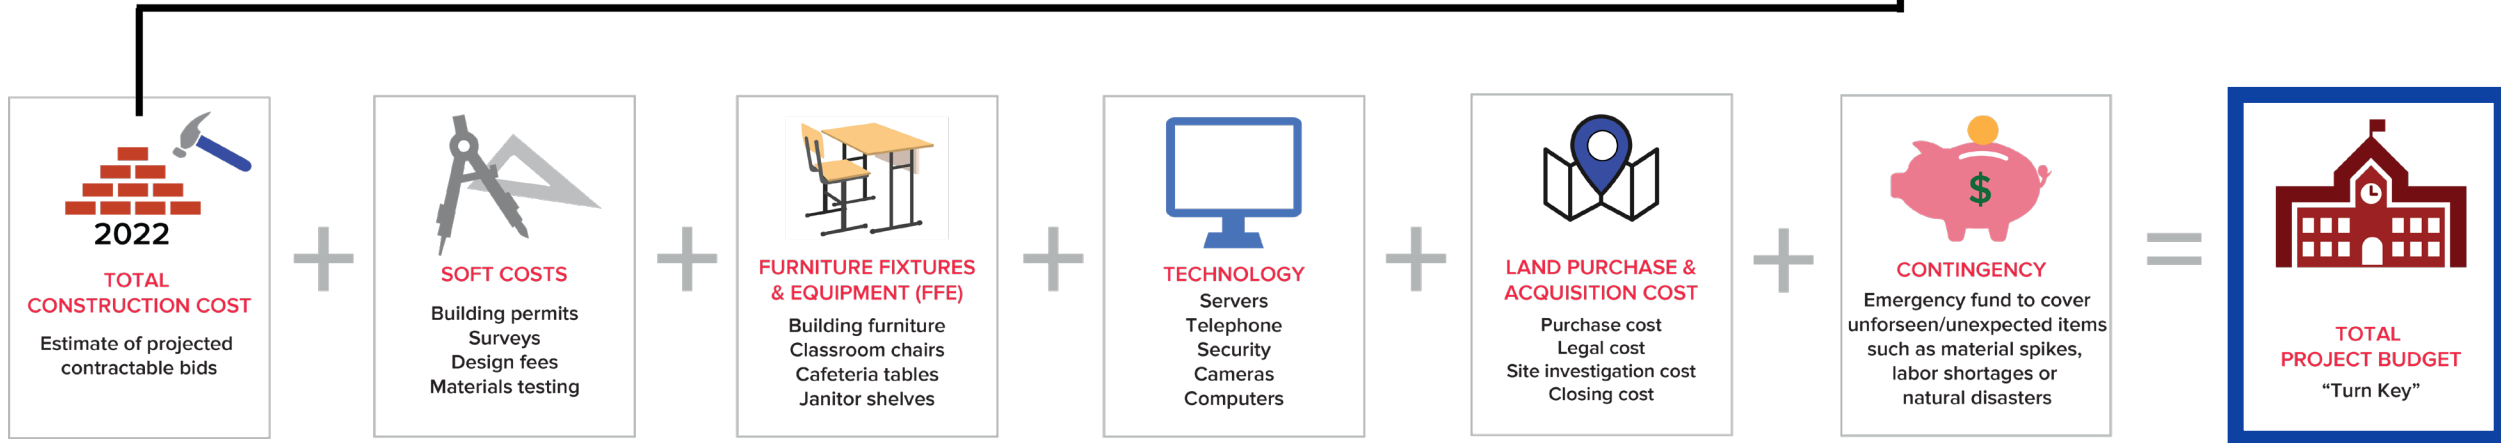 2022
TOTAL
CONSTRUCTION COST
Estimate of projected
contractable bids
+
SOFT COSTS
Building permits
Surveys
Design fees
Materials testing
+
FURNITURE FIXTURES
& EQUIPMENT (FFE)
Building furniture
Classroom chairs
Cafeteria tables
Janitor shelves
+
TECHNOLOGY
Servers
Telephone
Security
Cameras
Computers
+
LAND PURCHASE &
ACQUISITION COST
Purchase cost
Legal cost
Site investigation cost
Closing cost
+
$
CONTINGENCY
Emergency fund to cover
unforseen/unexpected items
such as material spikes,
labor shortages or
natural disasters
=
TOTAL
PROJECT BUDGET
“Turn Key”